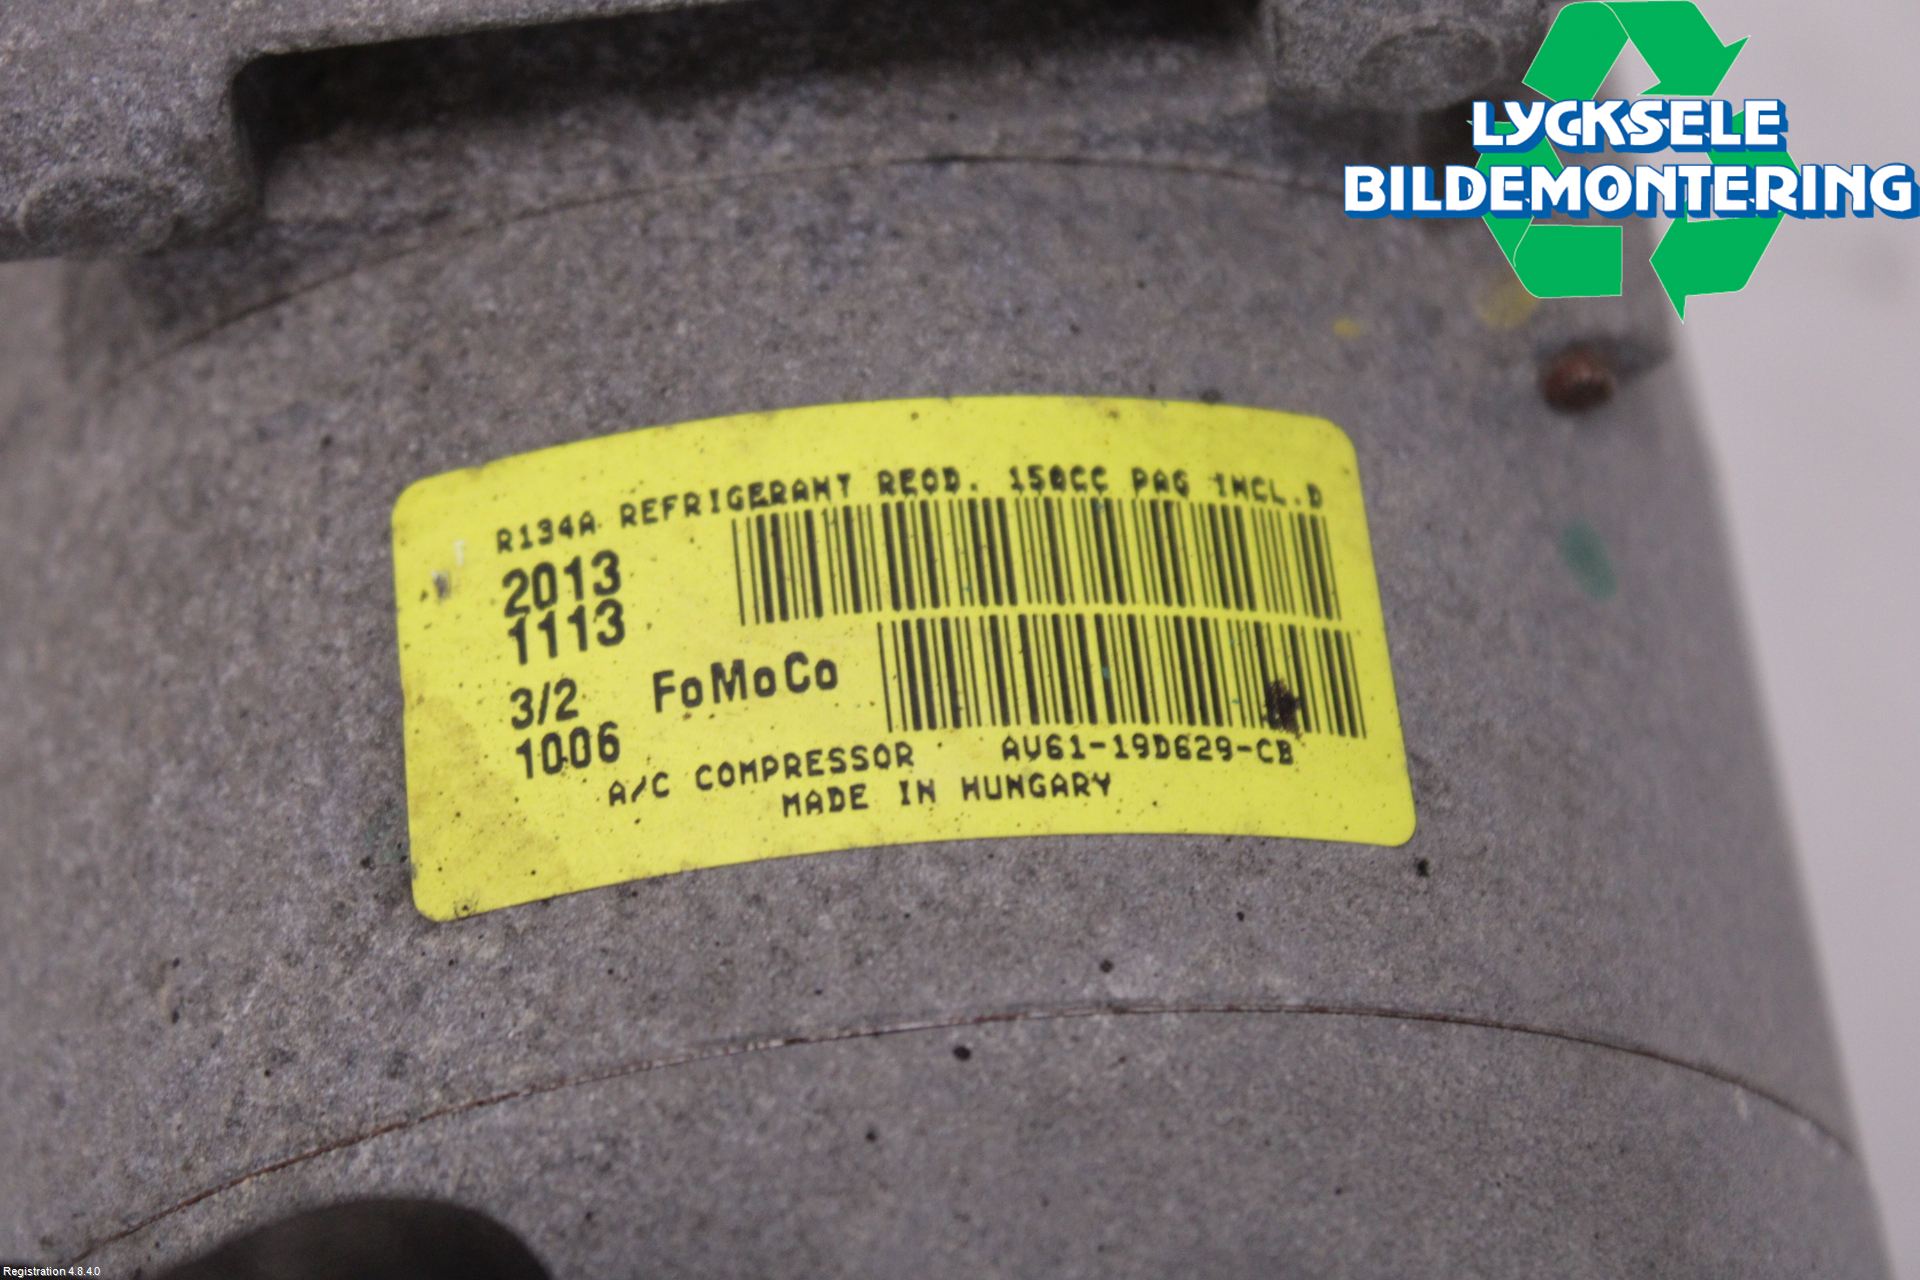 LYCKSELE
BILDEMONTERING
R134A REFRIGERANT REQD. 150CC PAG INCL.D
2013
1113
3/2
FoMoCo
1006
A/C COMPRESSOR AV61-19D629-CB
MADE IN HUNGARY
Registration 4.8.4.0